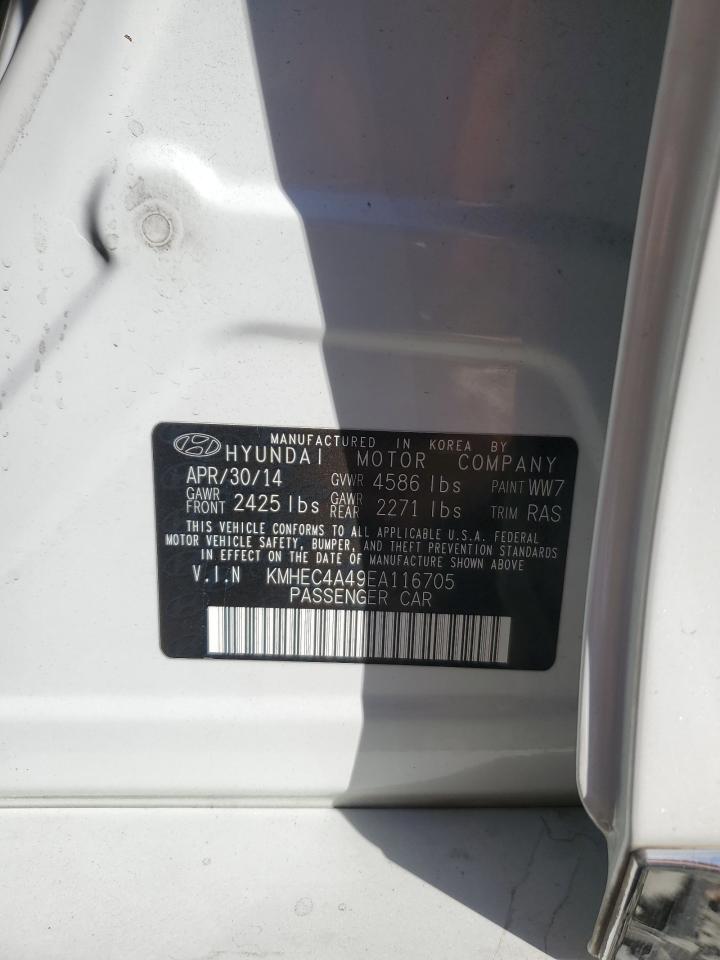 MANUFACTURED IN KOREA BY
HYUNDAI MOTOR COMPANY
APR/30/14 GVWR 4586 lbs PAINT WW7
GAWR FRONT 2425 lbs GAWR REAR 2271 lbs TRIM RAS
THIS VEHICLE CONFORMS TO ALL APPLICABLE U.S.A. FEDERAL
MOTOR VEHICLE SAFETY, BUMPER, AND THEFT PREVENTION STANDARDS
IN EFFECT ON THE DATE OF MANUFACTURE SHOWN ABOVE
V.I.N KMHEC4A49EA116705
PASSENGER CAR